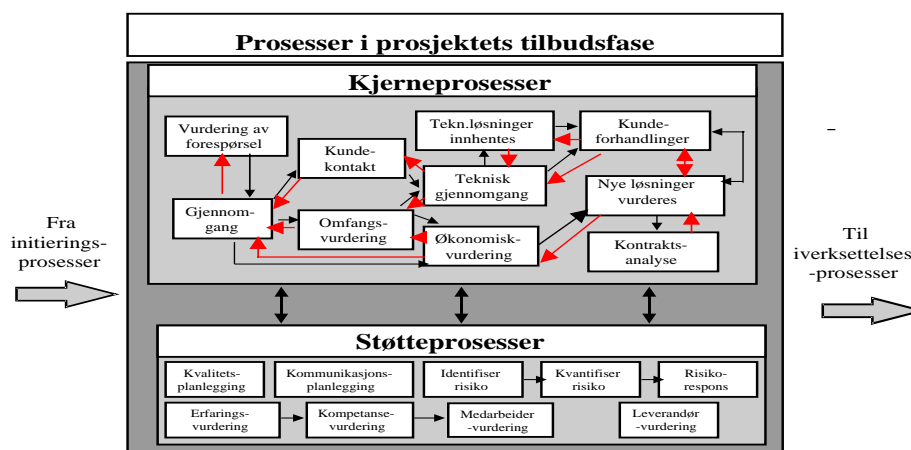 Prosesser i prosjektets tilbudsfase
Kjerneprosesser
Vurdering av
forespørsel
Kunde-
kontakt
Tekn.løsninger
innhentes
Kunde-
forhandlinger
Teknisk
gjennomgang
Nye løsninger
vurderes
Gjennom-
gang
Omfangs-
vurdering
Økonomisk-
vurdering
Kontrakts-
analyse
Fra
initierings-
prosesser
–
Til
iverksettelses
-prosesser
Støtteprosesser
Kvalitets-
planlegging
Kommunikasjons-
planlegging
Identifiser
risiko
Kvantifiser
risiko
Risiko-
respons
Erfarings-
vurdering
Kompetanse-
vurdering
Medarbeider
-vurdering
Leverandør
-vurdering